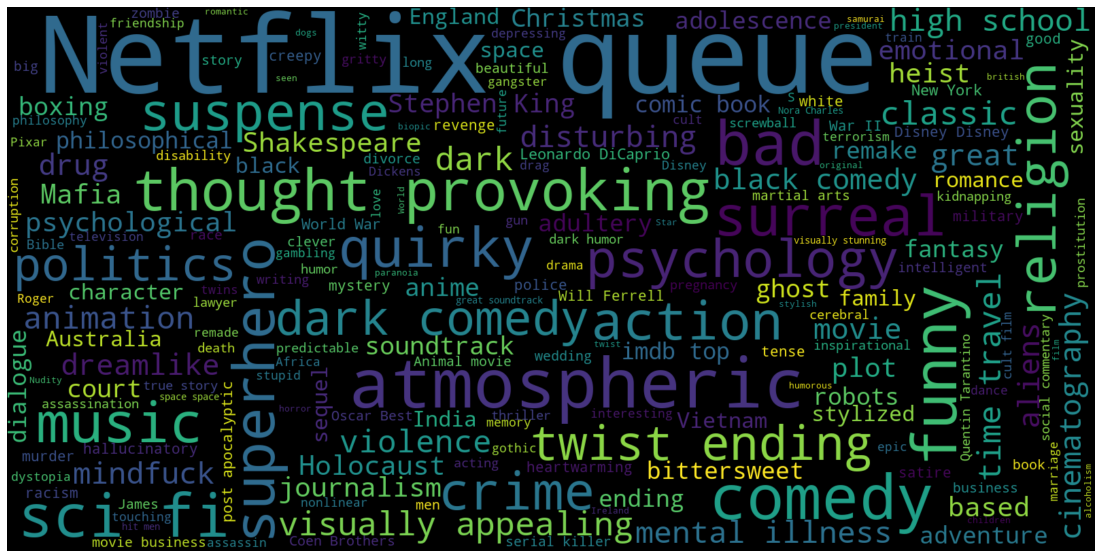 Netflix queue
zombie
friendship
romantic
dogs
England
Christmas
adolescence
samurai
president
high school
big
violent
story
seen
creepy
gritty
witty
long
depressing
space
beautiful
gangster
train
good
emotional
heist
british
New York
boxing
philosophy
suspense
Stephen King
future
comic book
S
white
Nora Charles
classic
sexuality
Pixar
philosophical
Shakespeare
biopic
revenge
cult
disturbing
screwball
War II
terrorism
Disney Disney
religion
drug
disability
black
divorce
Dickens
dark
Leonardo DiCaprio
drag
Disney
bad
original
remake
great
Mafia
thought provoking
love
World
black comedy
martial arts
romance
kidnapping
corruption
psychological
race
World War
gun
adultery
Star
surreal
military
prostitution
Bible
television
clever
gambling
quirky
fun
dark humor
visually stunning
fantasy
politics
superhero
humor
paranoia
police
drama
psychology
intelligent
Roger
twins
writing
mystery
anime
great soundtrack
Will Ferrell
pregnancy
stylish
ghost
family
cerebral
character
lawyer
animation
remade
dark comedy
action
movie
inspirational
funny
time travel
aliens
cinematography
Australia
death
predictable
soundtrack
wedding
twist
imdb top
tense
Quentin Tarantino
cult film
social commentary
film
dialogue
dreamlike
Africa
stupid
Animal movie
atmospheric
humorous
plot
robots
dance
Nudity
court
true story
space space
assassination
post apocalyptic
horror
sequel
Oscar Best
India
thriller
memory
interesting
Vietnam
stylized
music
hallucinatory
violence
gothic
twist ending
epic
satire
book
marriage
murder
mindfuck
Holocaust
acting
heartwarming
bittersweet
dystopia
racism
journalism
crime
comedy
business
alcoholism
sci fi
James
touching
hit men
nonlinear
men
ending
Ireland
based
children
movie business
assassin
visually appealing
Coen Brothers
serial killer
mental illness
adventure